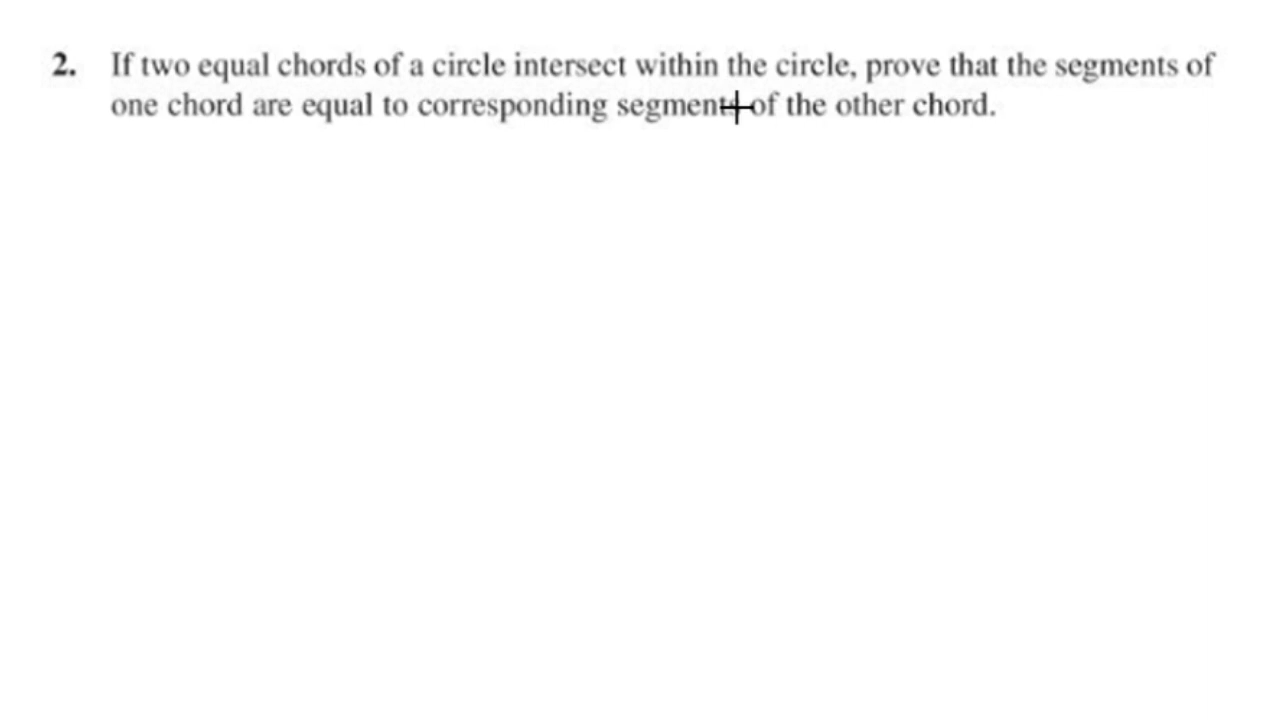 2. If two equal chords of a circle intersect within the circle, prove that the segments of
one chord are equal to corresponding segments of the other chord.